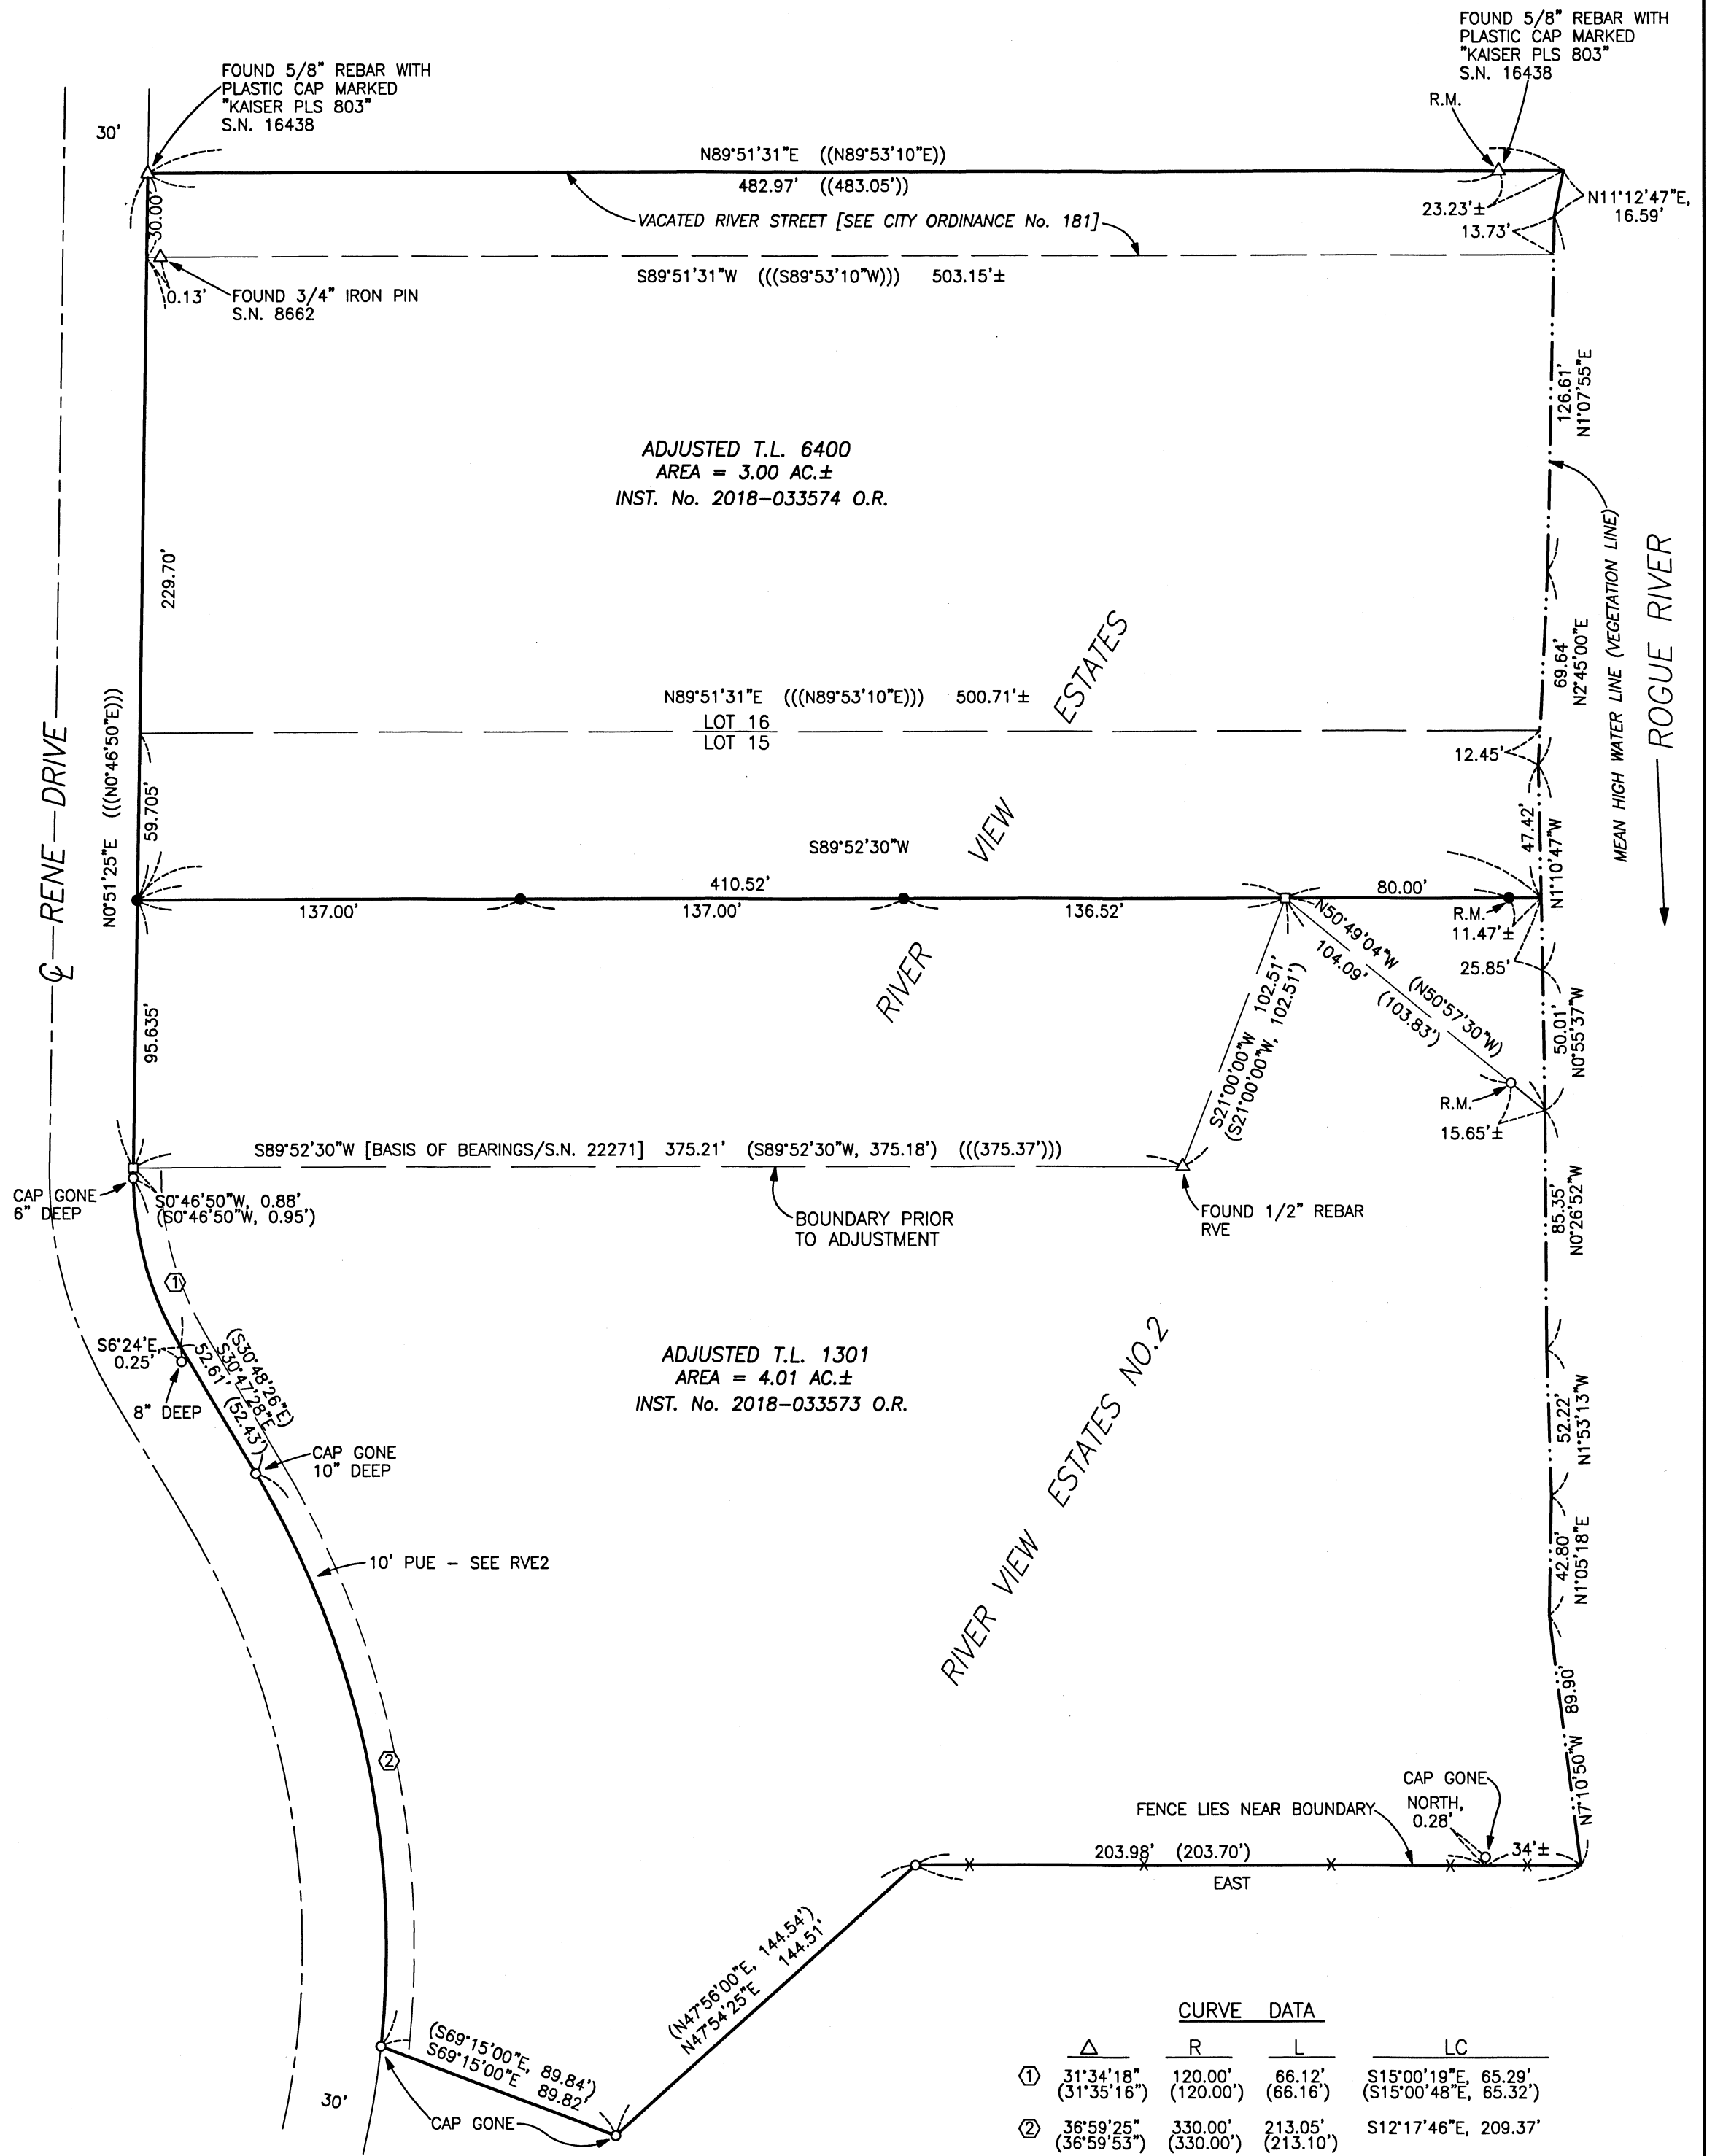 FOUND 5/8" REBAR WITH
PLASTIC CAP MARKED
"KAISER PLS 803"
S.N. 16438
R.M.
FOUND 5/8" REBAR WITH
PLASTIC CAP MARKED
"KAISER PLS 803"
S.N. 16438
30'
N89°51'31"E ((N89°53'10"E))
482.97' ((483.05'))
VACATED RIVER STREET [SEE CITY ORDINANCE No. 181]
23.23'±
13.73'
N11°12'47"E,
16.59'
30.00'
S89°51'31"W (((S89°53'10"W))) 503.15'±
0.13'
FOUND 3/4" IRON PIN
S.N. 8662
126.61'
N1°07'55"E
ADJUSTED T.L. 6400
AREA = 3.00 AC.±
INST. No. 2018-033574 O.R.
229.70'
MEAN HIGH WATER LINE (VEGETATION LINE)
ROGUE RIVER
69.64'
N2°45'00"E
N89°51'31"E (((N89°53'10"E))) 500.71'±
LOT 16
LOT 15
12.45'
RIVER VIEW ESTATES
℄ RENE DRIVE
N0°51'25"E (((N0°46'50"E)))
59.705'
S89°52'30"W
410.52'
137.00'
137.00'
136.52'
80.00'
47.42'
N1°10'47"W
R.M.
11.47'±
25.85'
N50°49'04"W (N50°57'30"W)
104.09' (103.83')
50.01'
N0°55'37"W
S21°00'00"W 102.51'
(S21°00'00"W, 102.51')
R.M.
15.65'±
95.635'
S89°52'30"W [BASIS OF BEARINGS/S.N. 22271] 375.21' (S89°52'30"W, 375.18') (((375.37')))
CAP GONE
6" DEEP
S0°46'50"W, 0.88'
(S0°46'50"W, 0.95')
BOUNDARY PRIOR
TO ADJUSTMENT
FOUND 1/2" REBAR
RVE
85.35'
N0°26'52"W
1
S6°24'E,
0.25'
8" DEEP
(S30°48'26"E)
S30°47'28"E
52.61' (52.43')
CAP GONE
10" DEEP
ADJUSTED T.L. 1301
AREA = 4.01 AC.±
INST. No. 2018-033573 O.R.
RIVER VIEW ESTATES NO.2
52.22'
N1°53'13"W
42.80'
N1°05'18"E
10' PUE - SEE RVE2
2
N7°10'50"W 89.90'
CAP GONE
NORTH,
0.28'
FENCE LIES NEAR BOUNDARY
203.98' (203.70')
34'±
EAST
(N47°56'00"E, 144.54')
N47°54'25"E 144.51'
(S69°15'00"E, 89.84')
S69°15'00"E 89.82'
30'
CAP GONE
CURVE DATA
△ R L LC
1 31°34'18" 120.00' 66.12' S15°00'19"E, 65.29'
(31°35'16") (120.00') (66.16') (S15°00'48"E, 65.32')
2 36°59'25" 330.00' 213.05' S12°17'46"E, 209.37'
(36°59'53") (330.00') (213.10')